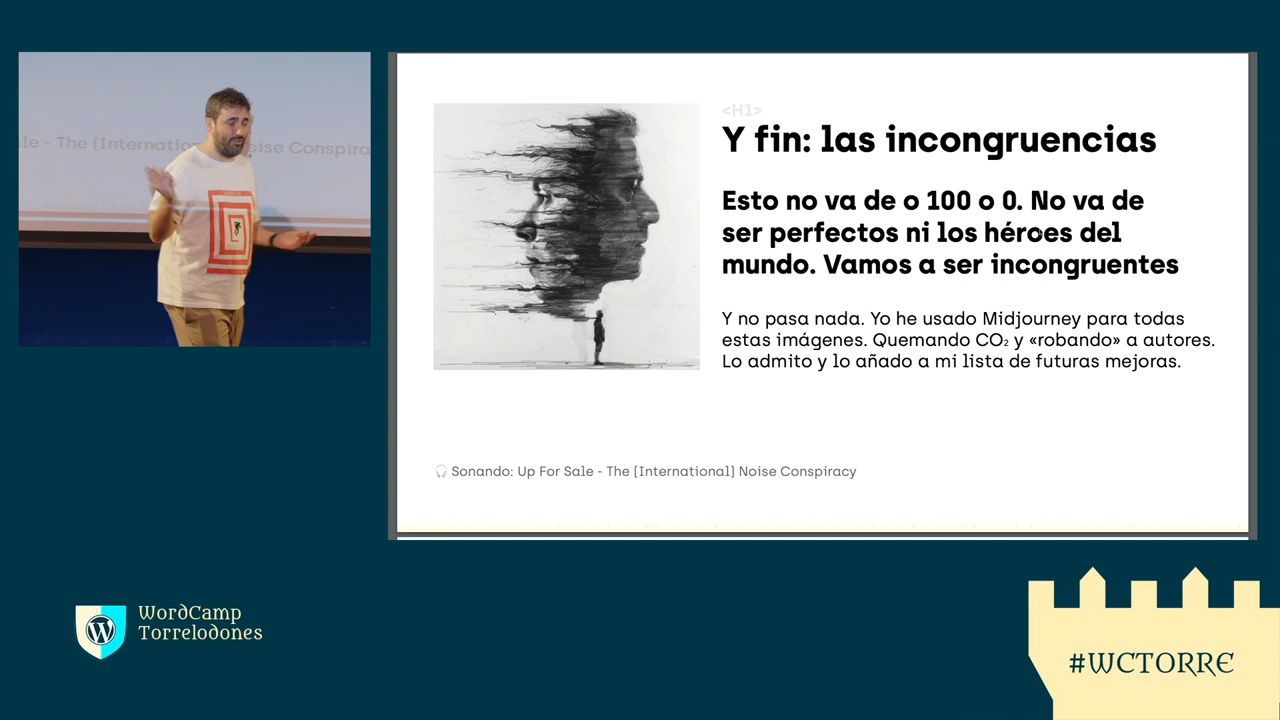 ale - The [Internation
oise Conspira
<H1>
Y fin: las incongruencias
Esto no va de o 100 o 0. No va de
ser perfectos ni los héroes del
mundo. Vamos a ser incongruentes
Y no pasa nada. Yo he usado Midjourney para todas
estas imágenes. Quemando CO₂ y «robando» a autores.
Lo admito y lo añado a mi lista de futuras mejoras.
🎧 Sonando: Up For Sale - The [International] Noise Conspiracy
WordCamp
Torrelodones
#WCTORRE